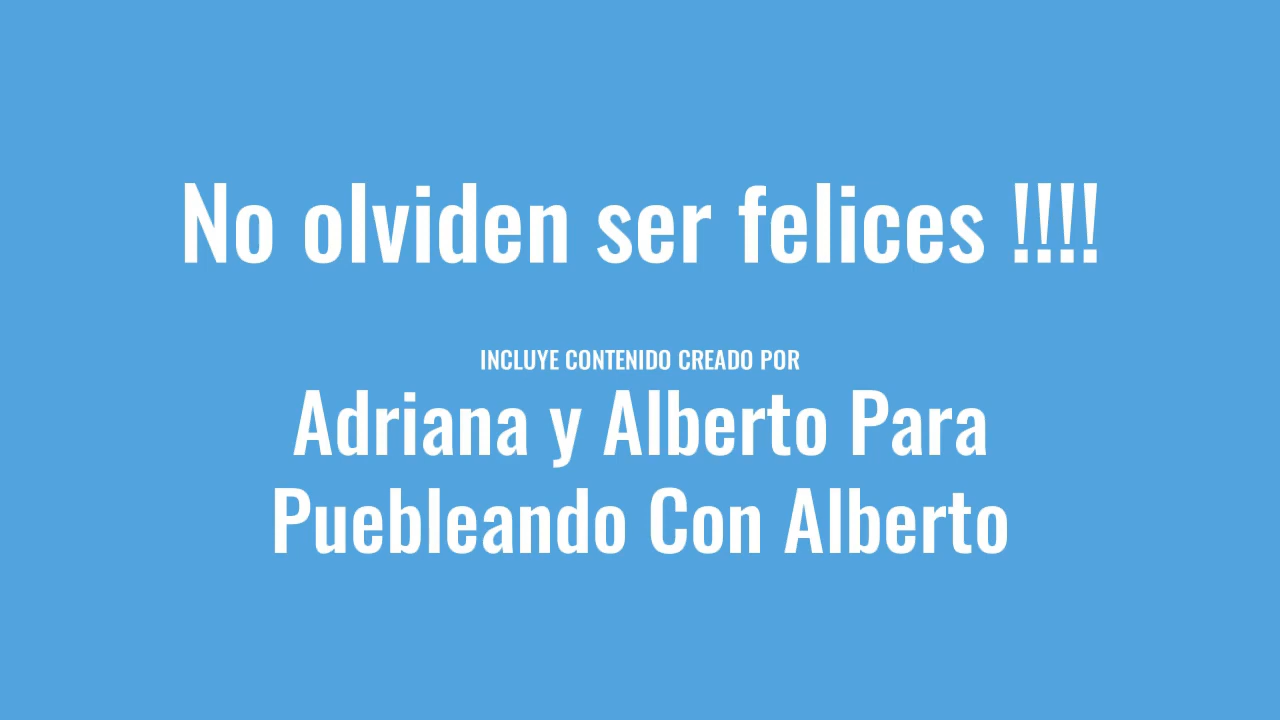 No olviden ser felices !!!!
INCLUYE CONTENIDO CREADO POR
Adriana y Alberto Para
Puebleando Con Alberto